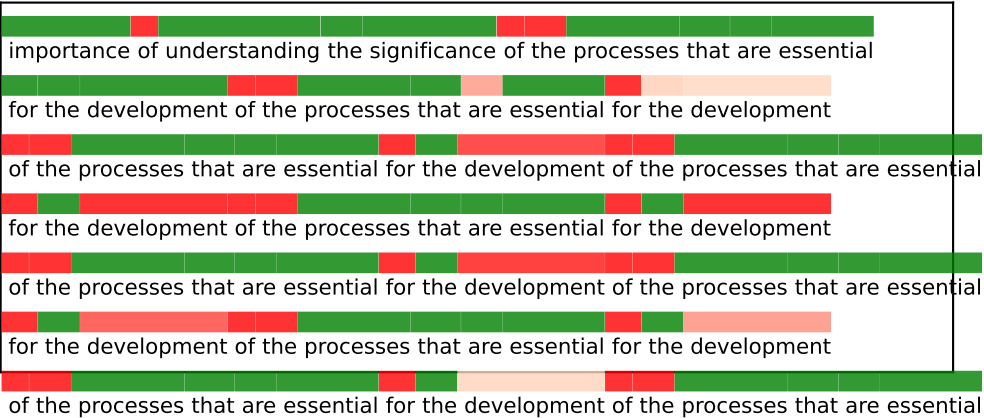 importance of understanding the significance of the processes that are essential
for the development of the processes that are essential for the development
of the processes that are essential for the development of the processes that are essential
for the development of the processes that are essential for the development
of the processes that are essential for the development of the processes that are essential
for the development of the processes that are essential for the development
of the processes that are essential for the development of the processes that are essential